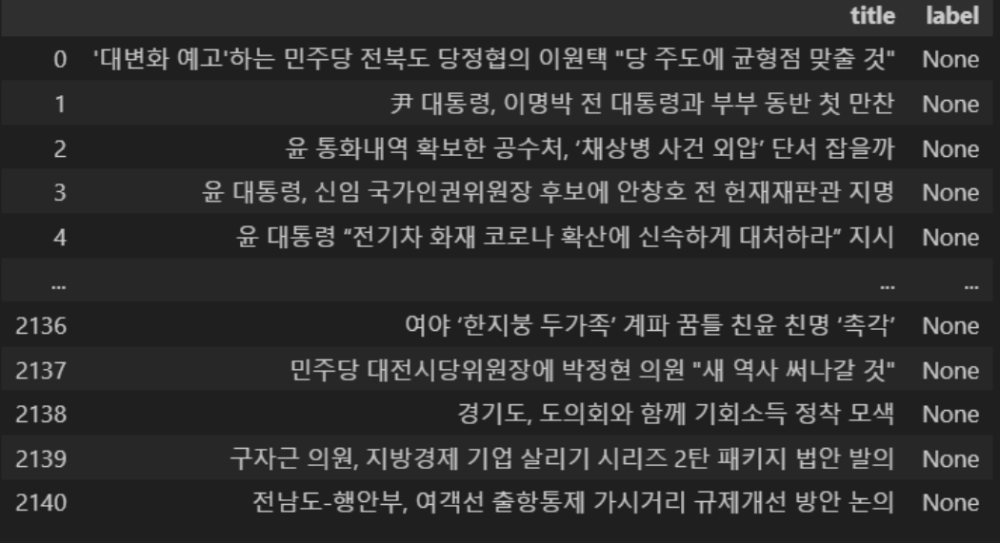 title label
0 '대변화 예고'하는 민주당 전북도 당정협의 이원택 "당 주도에 균형점 맞출 것" None
1 尹 대통령, 이명박 전 대통령과 부부 동반 첫 만찬 None
2 윤 통화내역 확보한 공수처, ‘채상병 사건 외압’ 단서 잡을까 None
3 윤 대통령, 신임 국가인권위원장 후보에 안창호 전 헌재재판관 지명 None
4 윤 대통령 “전기차 화재 코로나 확산에 신속하게 대처하라” 지시 None
... ... ...
2136 여야 ‘한지붕 두가족’ 계파 꿈틀 친윤 친명 ‘촉각’ None
2137 민주당 대전시당위원장에 박정현 의원 "새 역사 써나갈 것" None
2138 경기도, 도의회와 함께 기회소득 정착 모색 None
2139 구자근 의원, 지방경제 기업 살리기 시리즈 2탄 패키지 법안 발의 None
2140 전남도-행안부, 여객선 출항통제 가시거리 규제개선 방안 논의 None